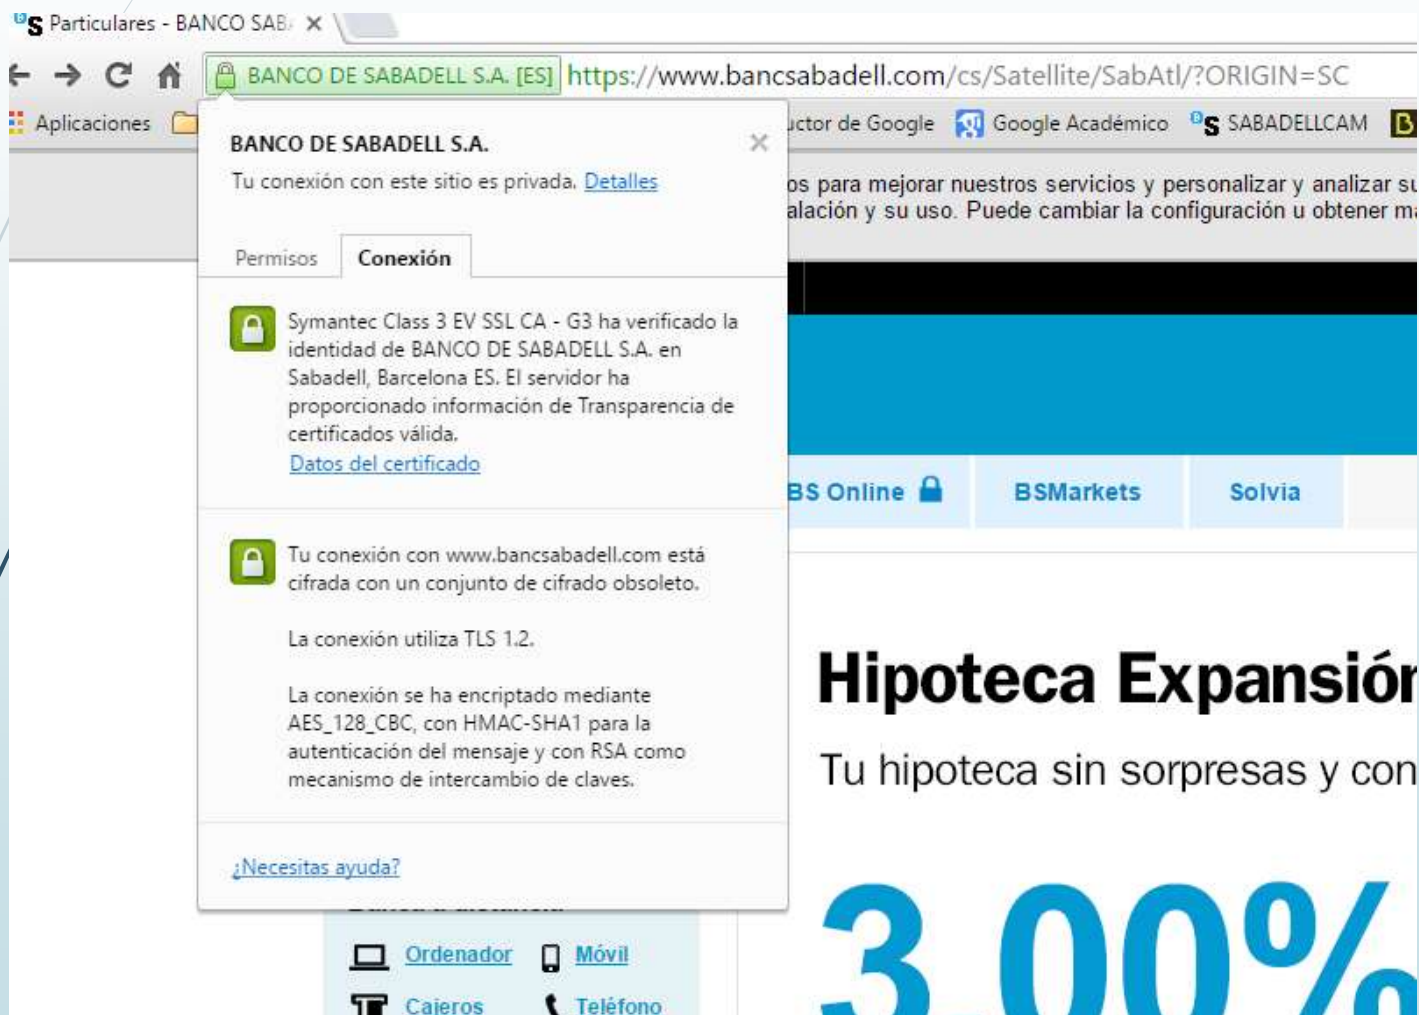 BS Particulares - BANCO SAB
BANCO DE SABADELL S.A. [ES] https://www.bancsabadell.com/cs/Satellite/SabAtl/?ORIGIN=SC
Aplicaciones
uctor de Google
Google Académico
BS SABADELLCAM
B
BANCO DE SABADELL S.A.
Tu conexión con este sitio es privada. Detalles
os para mejorar nuestros servicios y personalizar y analizar su
alación y su uso. Puede cambiar la configuración u obtener m
Permisos
Conexión
Symantec Class 3 EV SSL CA - G3 ha verificado la
identidad de BANCO DE SABADELL S.A. en
Sabadell, Barcelona ES. El servidor ha
proporcionado información de Transparencia de
certificados válida.
Datos del certificado
BS Online
BSMarkets
Solvia
Tu conexión con www.bancsabadell.com está
cifrada con un conjunto de cifrado obsoleto.
La conexión utiliza TLS 1.2.
La conexión se ha encriptado mediante
AES_128_CBC, con HMAC-SHA1 para la
autenticación del mensaje y con RSA como
mecanismo de intercambio de claves.
¿Necesitas ayuda?
Hipoteca Expansión
Tu hipoteca sin sorpresas y con
3,00%
Ordenador
Móvil
Cajeros
Teléfono